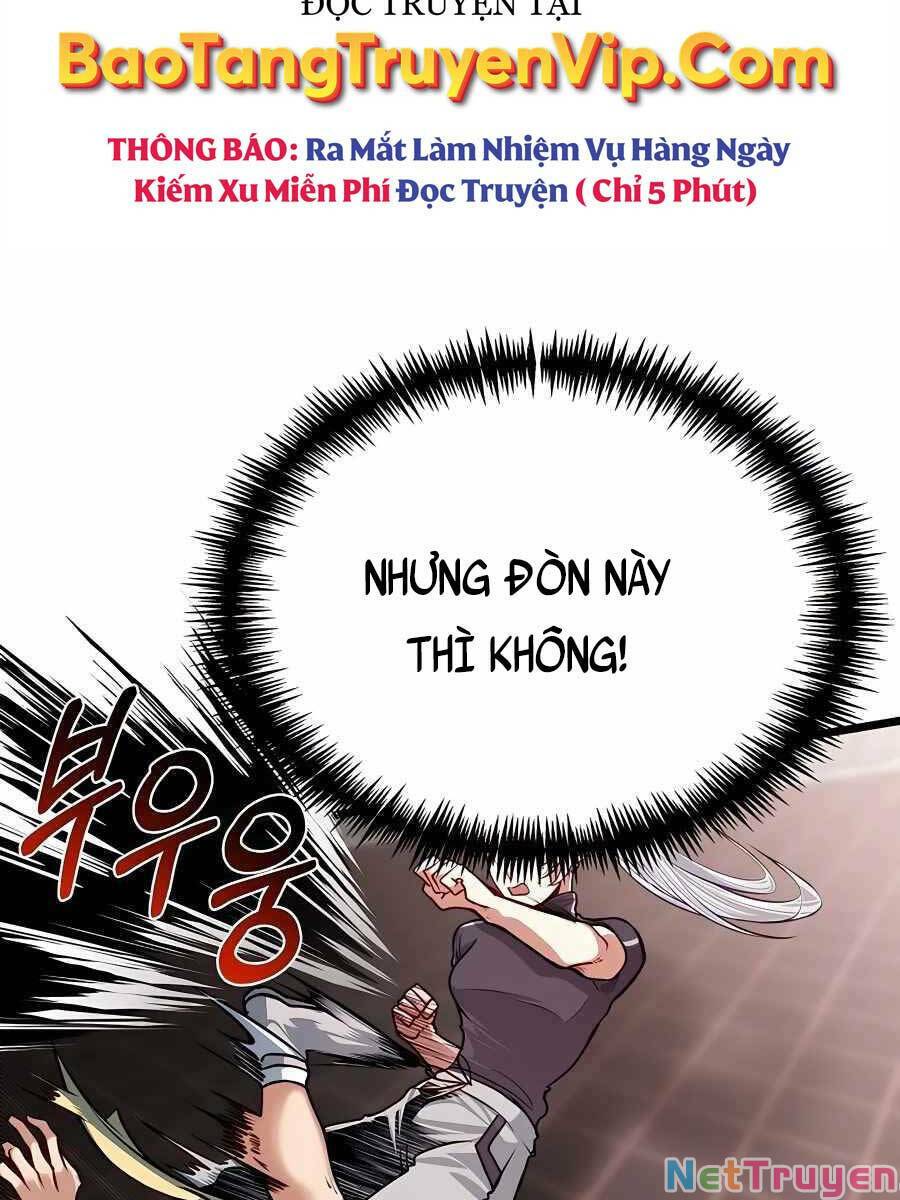 ĐỌC TRUYỆN TẠI
BaoTangTruyenVip.Com
THÔNG BÁO: Ra Mắt Làm Nhiệm Vụ Hàng Ngày
Kiếm Xu Miễn Phí Đọc Truyện ( Chỉ 5 Phút)
NHƯNG ĐÒN NÀY
THÌ KHÔNG!
부우웅
NetTruyen